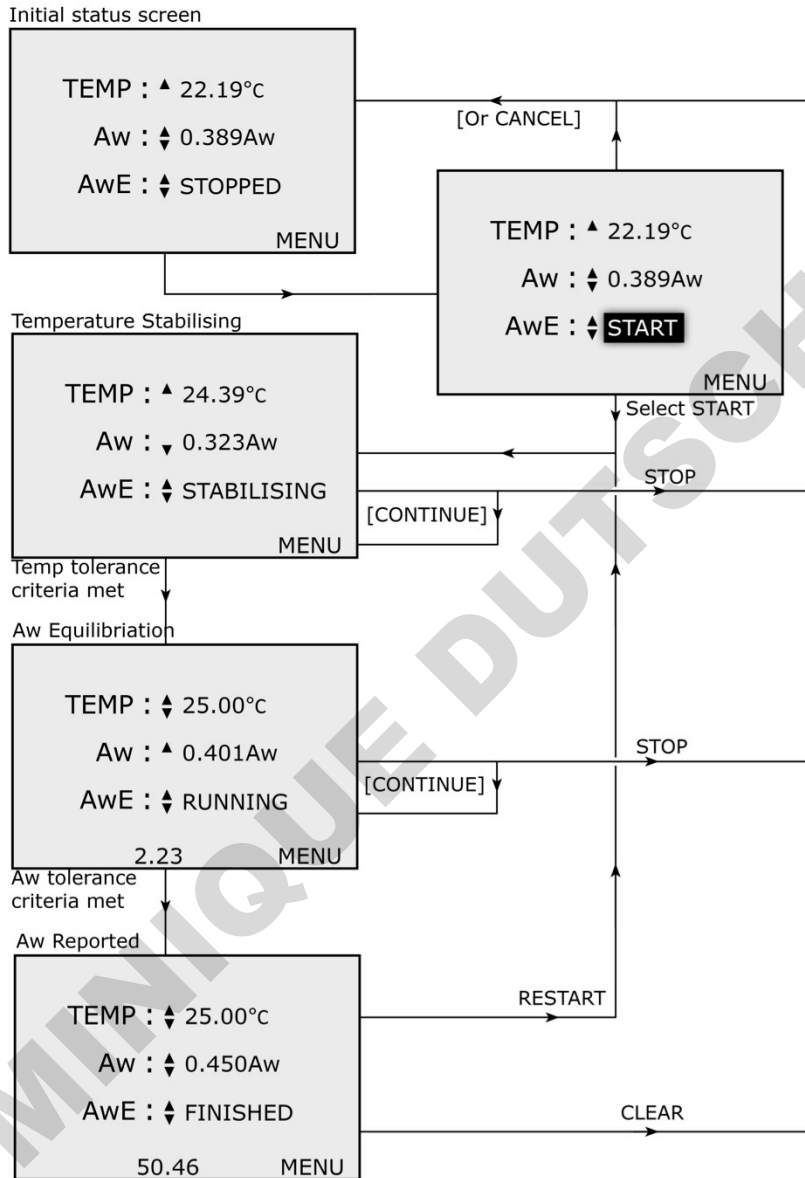 Initial status screen
TEMP : 22.19°C
Aw : 0.389Aw
AwE : STOPPED
MENU
[Or CANCEL]
TEMP : 22.19°C
Aw : 0.389Aw
AwE : START
MENU
Select START
Temperature Stabilising
TEMP : 24.39°C
Aw : 0.323Aw
AwE : STABILISING
MENU
STOP
[CONTINUE]
Temp tolerance
criteria met
Aw Equilibriation
TEMP : 25.00°C
Aw : 0.401Aw
AwE : RUNNING
2.23 MENU
STOP
[CONTINUE]
Aw tolerance
criteria met
Aw Reported
TEMP : 25.00°C
Aw : 0.450Aw
AwE : FINISHED
50.46 MENU
RESTART
CLEAR
MINIQUE DUTSCH